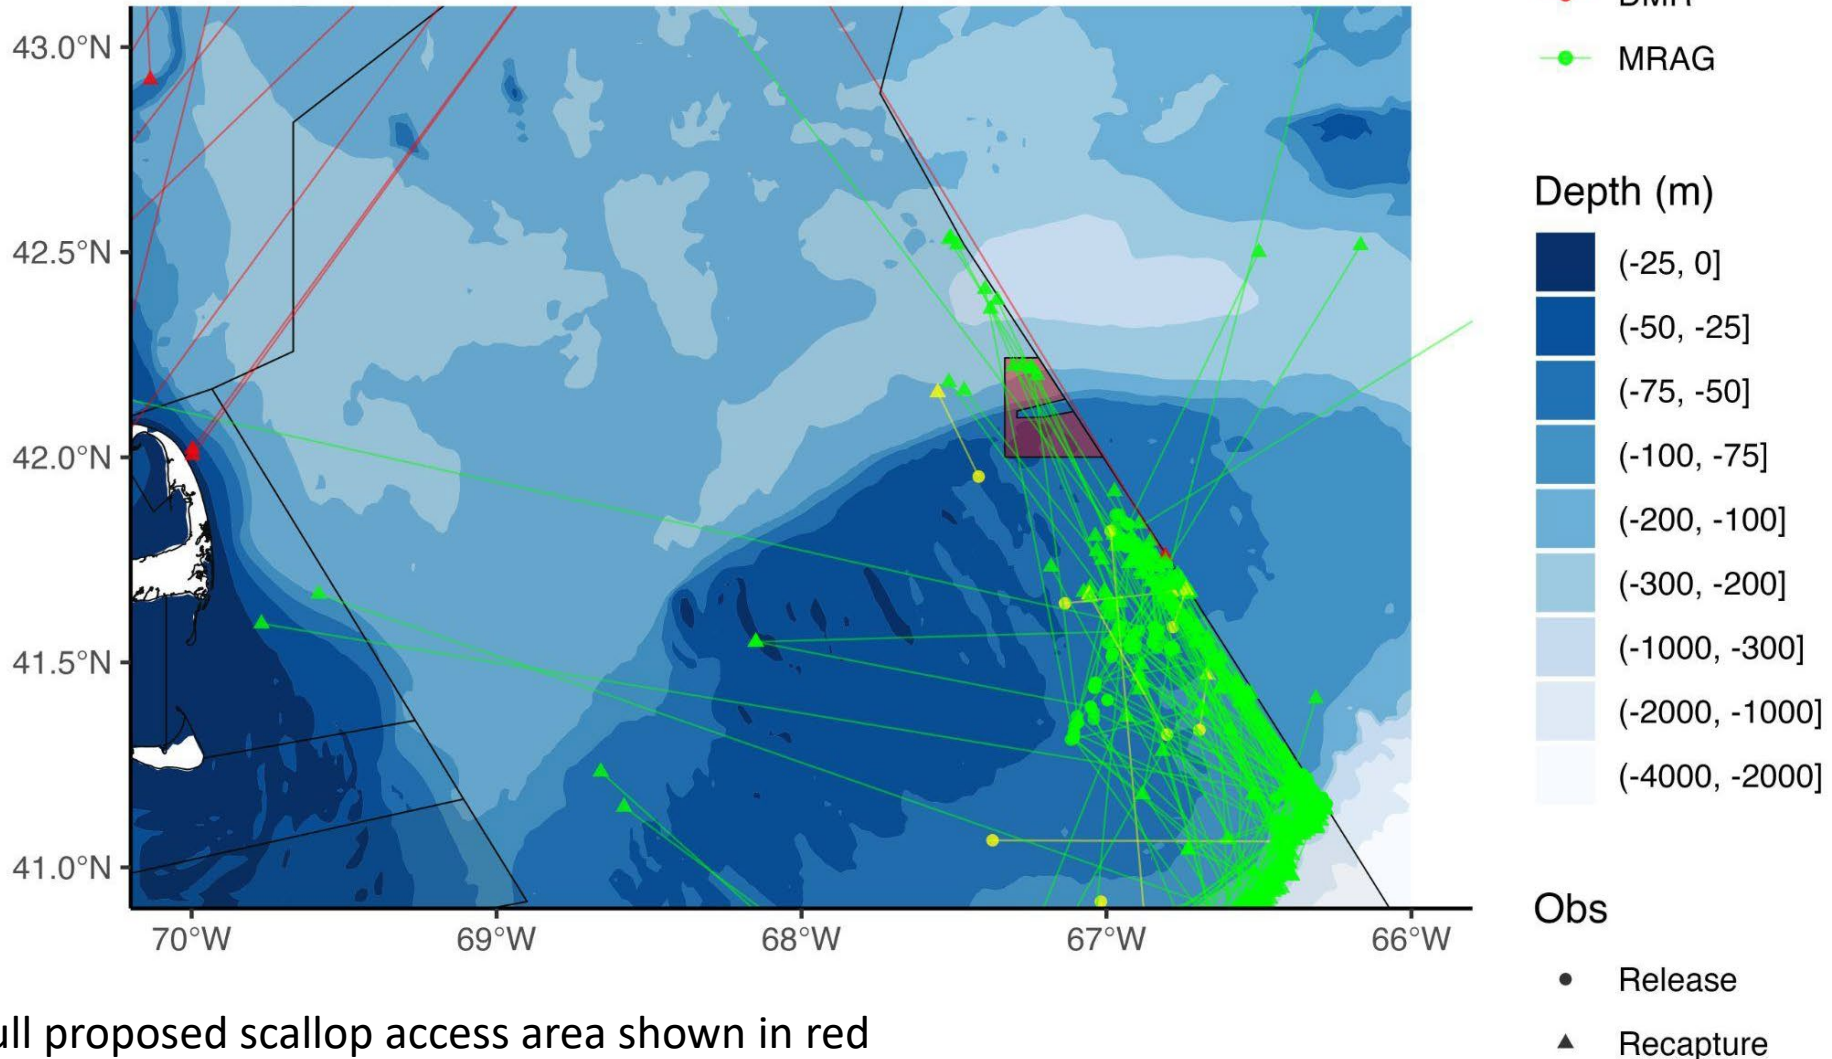 DMR
43.0°N
MRAG
Depth (m)
42.5°N
(-25, 0]
(-50, -25]
(-75, -50]
42.0°N
(-100, -75]
(-200, -100]
(-300, -200]
41.5°N
(-1000, -300]
(-2000, -1000]
(-4000, -2000]
41.0°N
Obs
70°W 69°W 68°W 67°W 66°W
Release
ull proposed scallop access area shown in red
Recapture